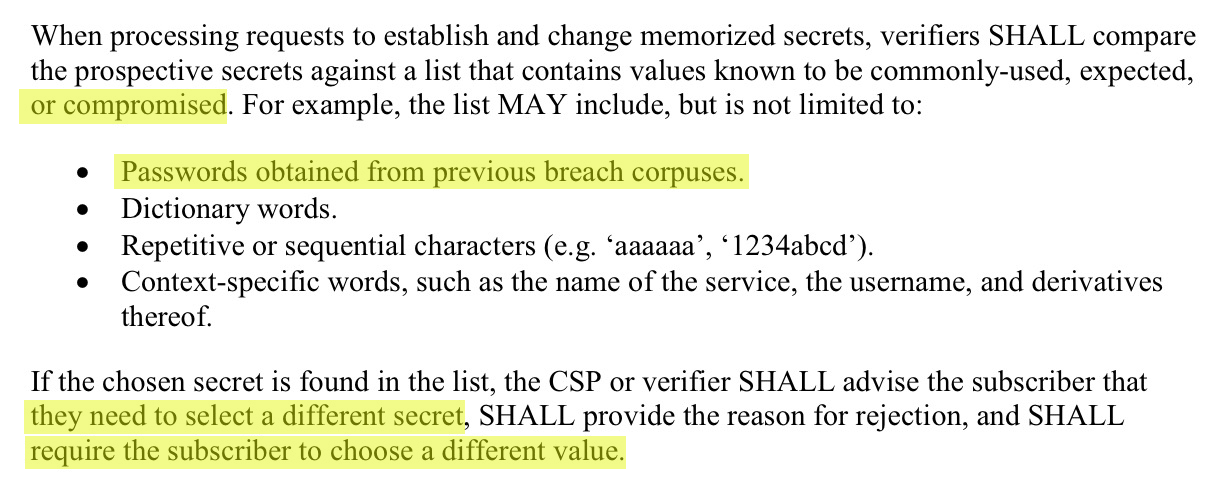 When processing requests to establish and change memorized secrets, verifiers SHALL compare
the prospective secrets against a list that contains values known to be commonly-used, expected,
or compromised. For example, the list MAY include, but is not limited to:
• Passwords obtained from previous breach corpuses.
• Dictionary words.
• Repetitive or sequential characters (e.g. ‘aaaaaa’, ‘1234abcd’).
• Context-specific words, such as the name of the service, the username, and derivatives
thereof.
If the chosen secret is found in the list, the CSP or verifier SHALL advise the subscriber that
they need to select a different secret, SHALL provide the reason for rejection, and SHALL
require the subscriber to choose a different value.